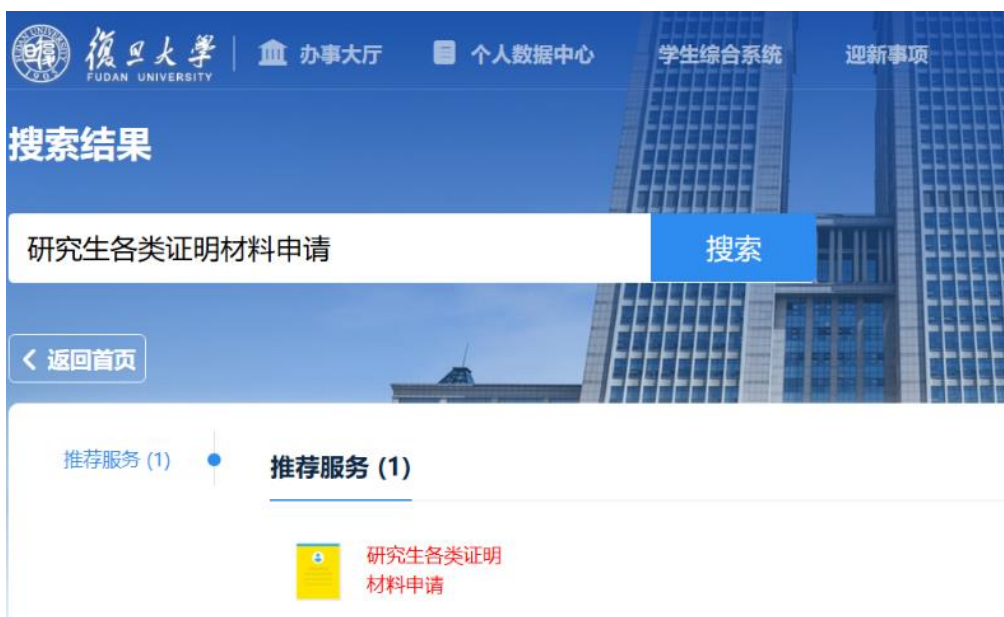 復旦大學
FUDAN UNIVERSITY
办事大厅
个人数据中心
学生综合系统
迎新事项
搜索结果
研究生各类证明材料申请
搜索
返回首页
推荐服务 (1)
推荐服务 (1)
研究生各类证明
材料申请